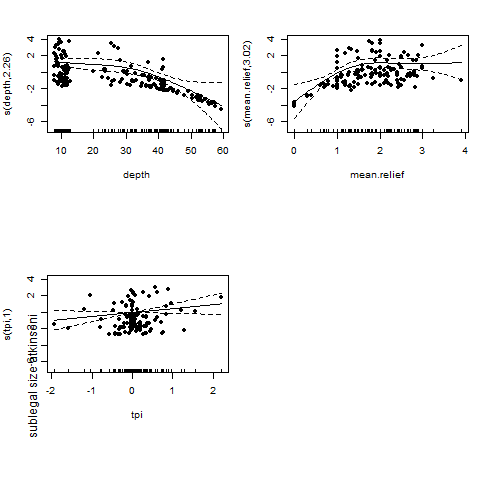 s(depth,2.26)
4
2
-2
-6
10 20 30 40 50 60
depth
s(mean.relief,3.02)
4
2
-2
-6
0 1 2 3 4
mean.relief
s(tpi,1)
sublegal size atkinsoni
4
2
-2
-6
-2 -1 0 1 2
tpi